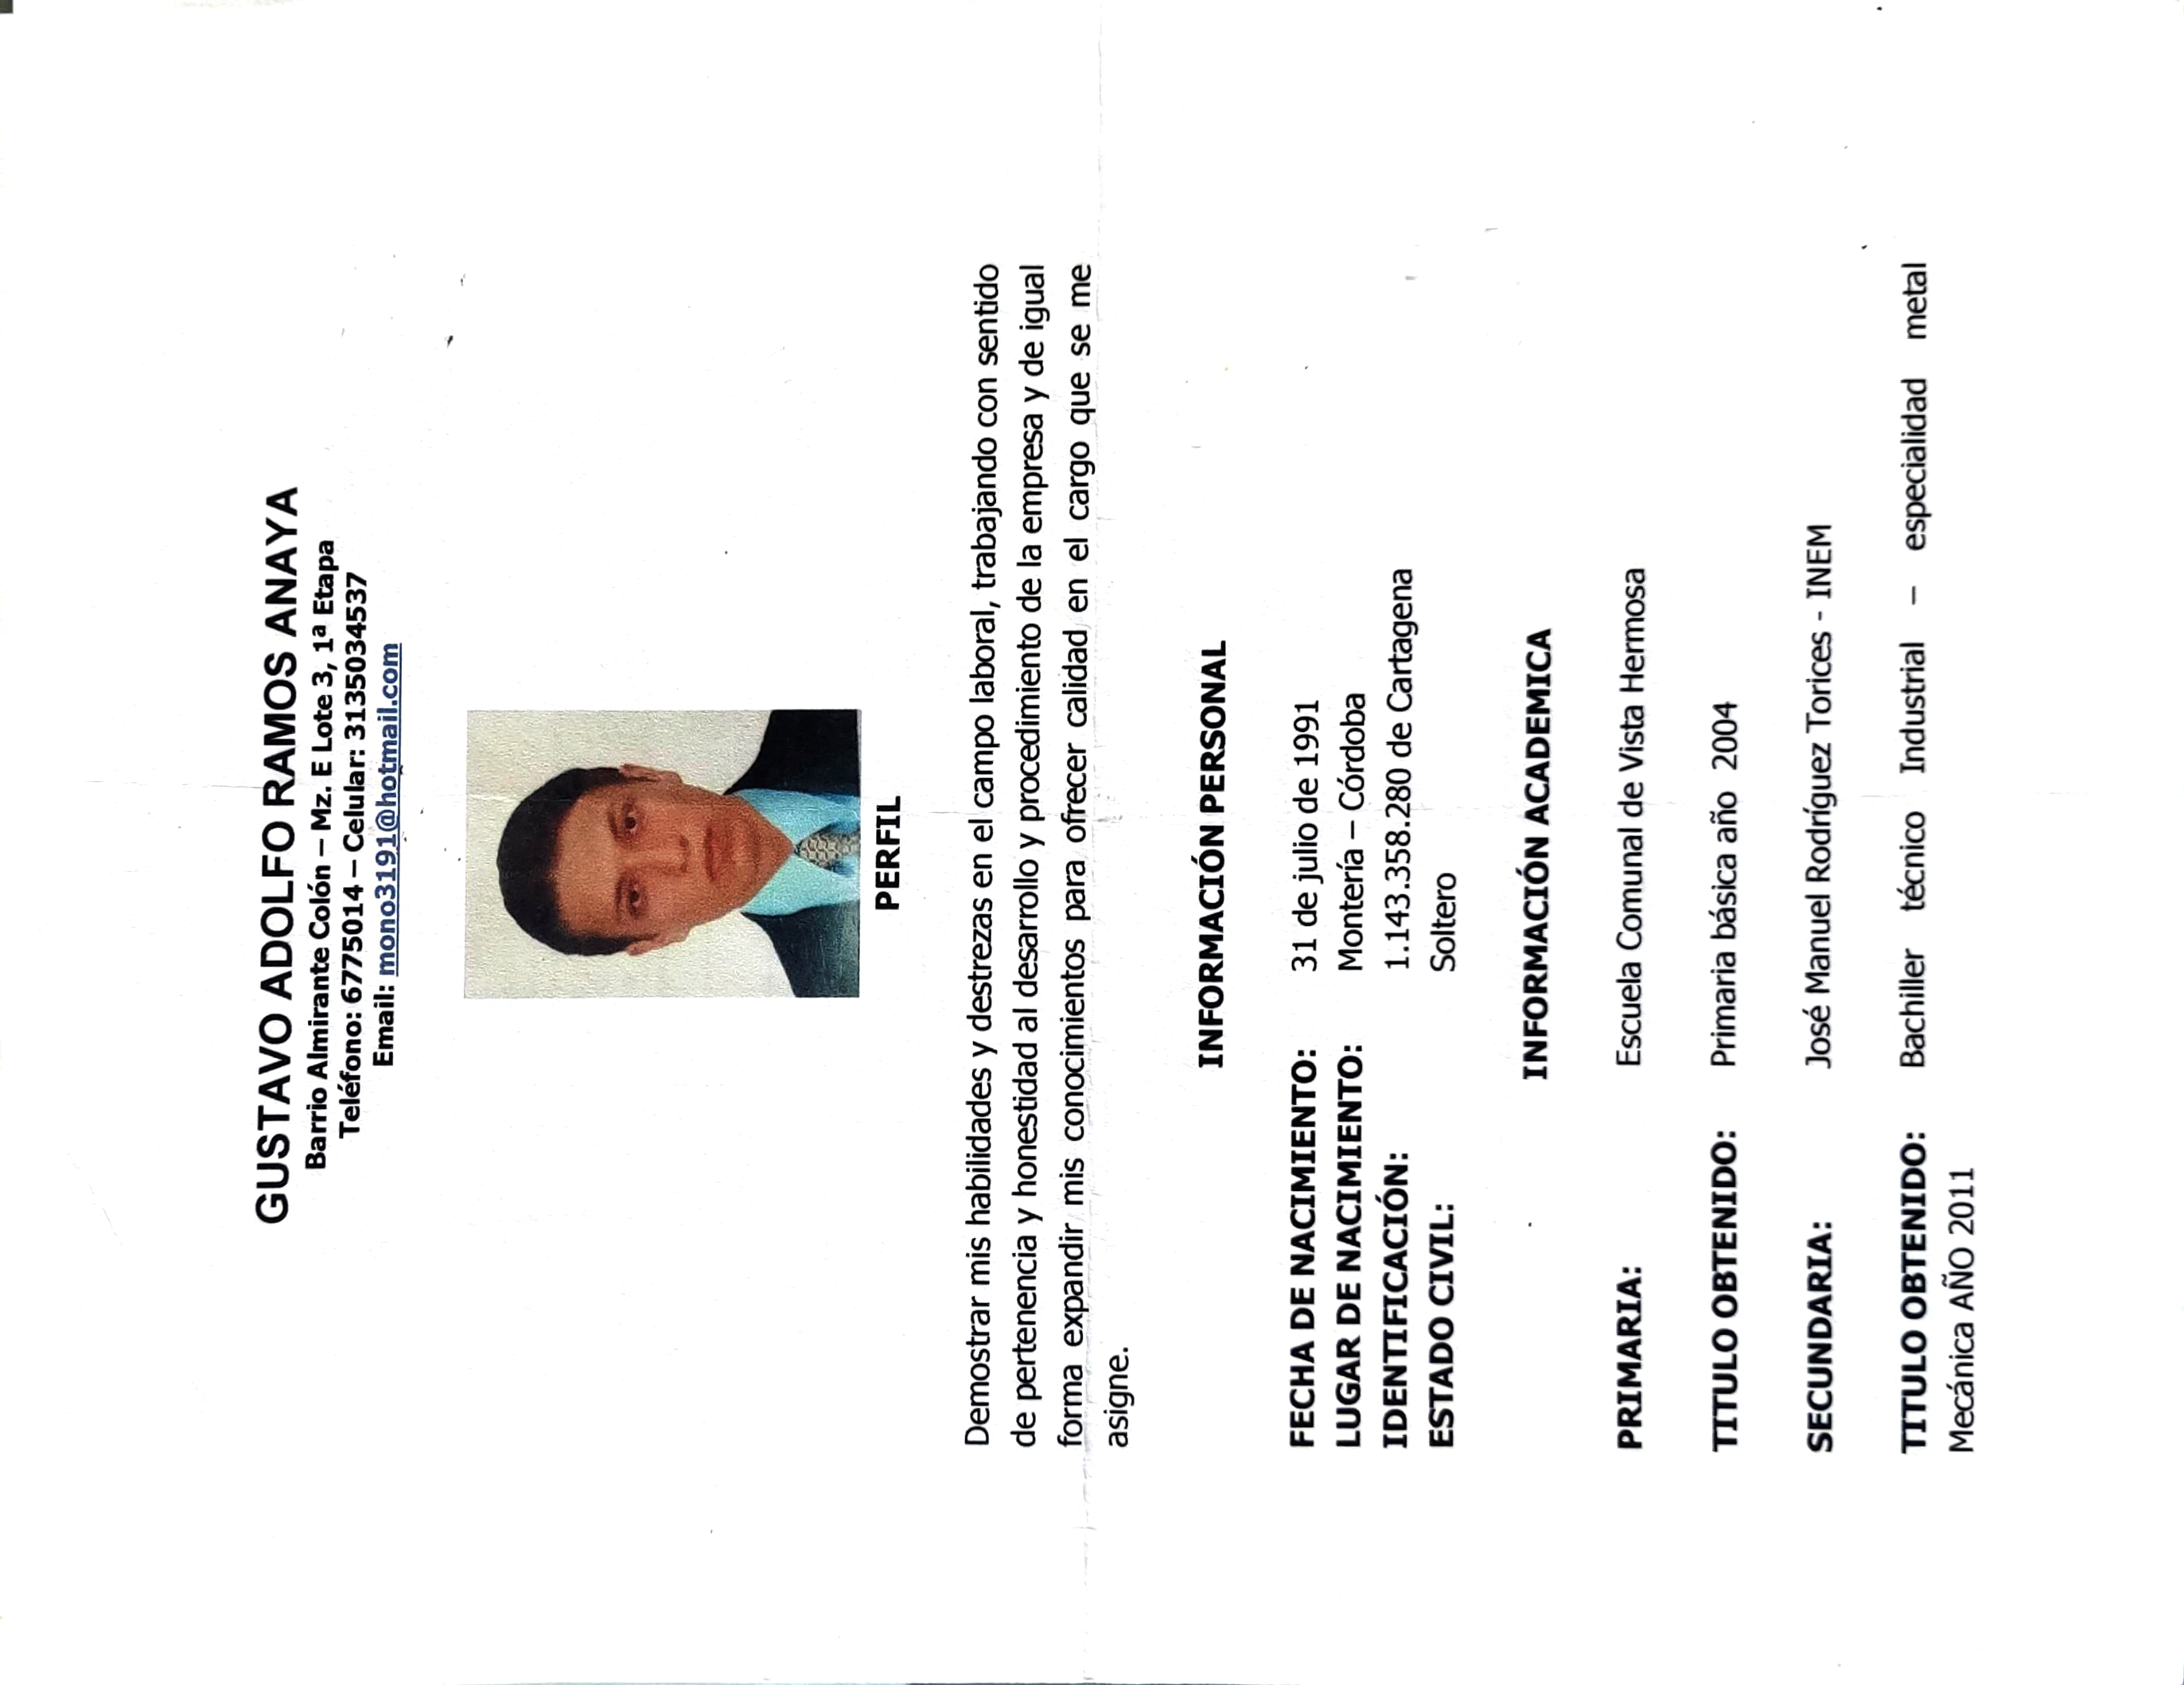 GUSTAVO ADOLFO RAMOS ANAYA
Barrio Almirante Colón – Mz. E Lote 3, 1ª Etapa
Teléfono: 6775014 – Celular: 3135034537
Email: mono3191@hotmail.com
PERFIL
Demostrar mis habilidades y destrezas en el campo laboral, trabajando con sentido
de pertenencia y honestidad al desarrollo y procedimiento de la empresa y de igual
forma expandir mis conocimientos para ofrecer calidad en el cargo que se me
asigne.
INFORMACIÓN PERSONAL
FECHA DE NACIMIENTO: 31 de julio de 1991
LUGAR DE NACIMIENTO: Montería – Córdoba
IDENTIFICACIÓN: 1.143.358.280 de Cartagena
ESTADO CIVIL: Soltero
INFORMACIÓN ACADEMICA
PRIMARIA: Escuela Comunal de Vista Hermosa
TITULO OBTENIDO: Primaria básica año 2004
SECUNDARIA: José Manuel Rodríguez Torices - INEM
TITULO OBTENIDO: Bachiller técnico Industrial – especialidad metal
Mecánica AÑO 2011